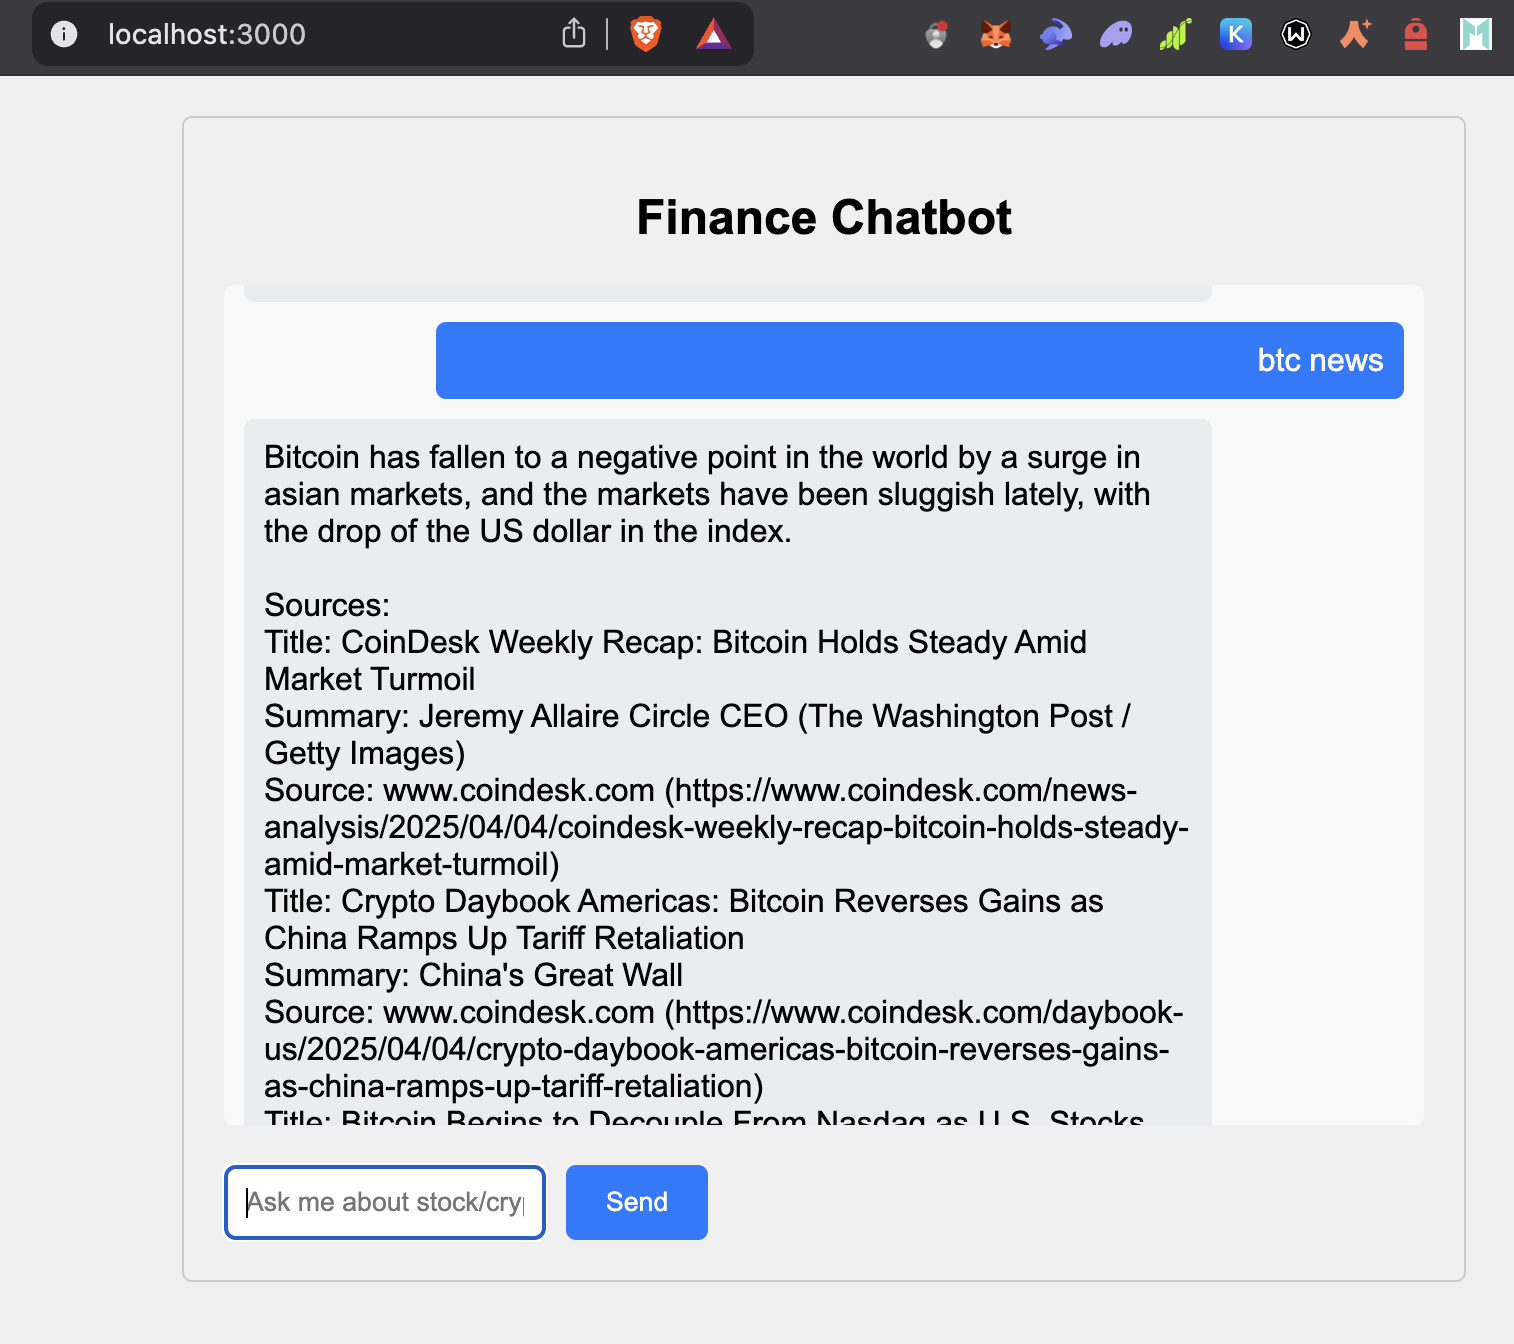 localhost:3000
Finance Chatbot
btc news
Bitcoin has fallen to a negative point in the world by a surge in
asian markets, and the markets have been sluggish lately, with
the drop of the US dollar in the index.
Sources:
Title: CoinDesk Weekly Recap: Bitcoin Holds Steady Amid
Market Turmoil
Summary: Jeremy Allaire Circle CEO (The Washington Post /
Getty Images)
Source: www.coindesk.com (https://www.coindesk.com/news-
analysis/2025/04/04/coindesk-weekly-recap-bitcoin-holds-steady-
amid-market-turmoil)
Title: Crypto Daybook Americas: Bitcoin Reverses Gains as
China Ramps Up Tariff Retaliation
Summary: China's Great Wall
Source: www.coindesk.com (https://www.coindesk.com/daybook-
us/2025/04/04/crypto-daybook-americas-bitcoin-reverses-gains-
as-china-ramps-up-tariff-retaliation)
Title: Bitcoin Begins to Decouple From Nasdaq as U.S. Stocks
Ask me about stock/cry
Send